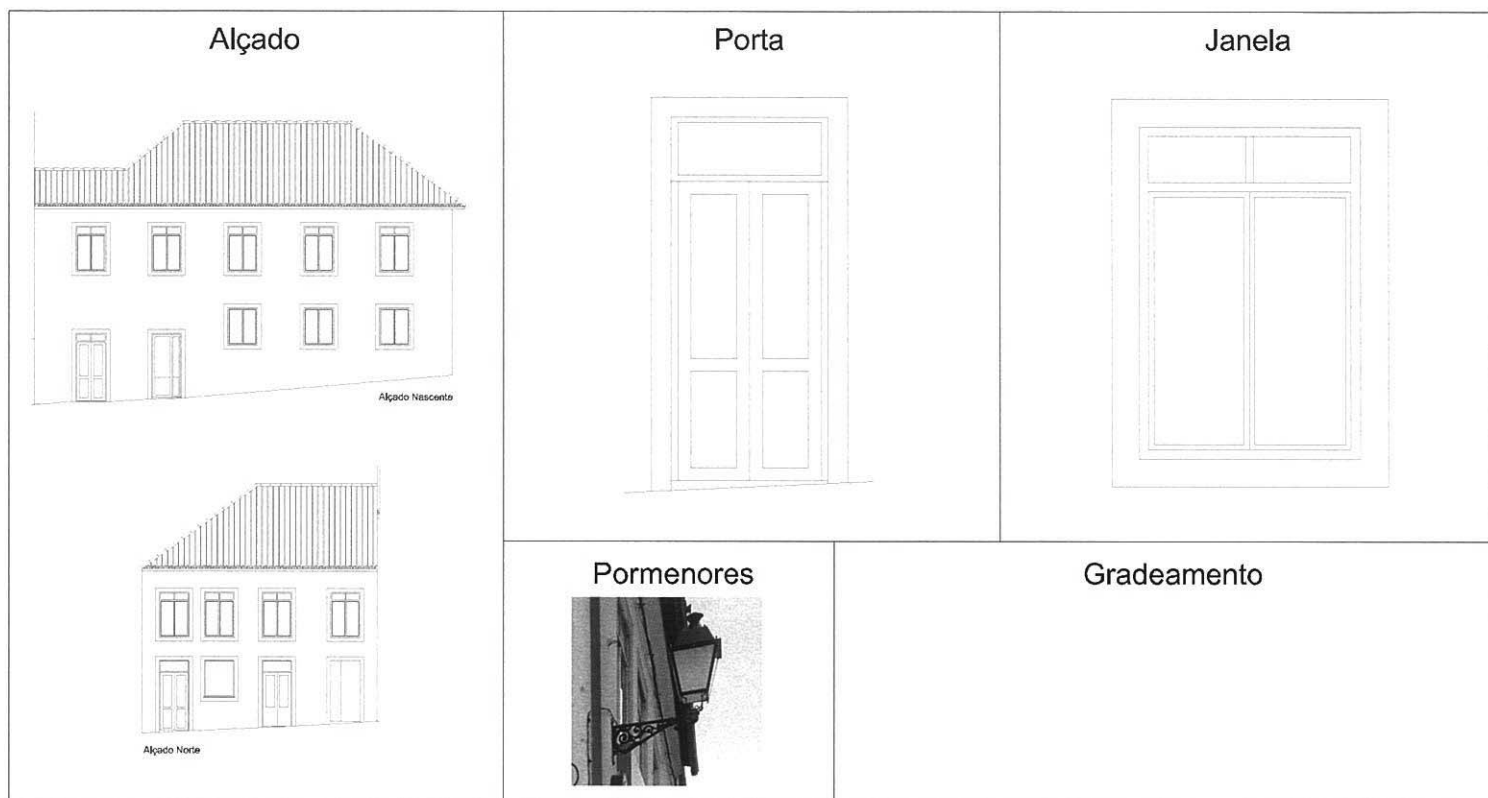 Alçado
Alçado Nascente
Alçado Norte
Porta
Janela
Pormenores
Gradeamento